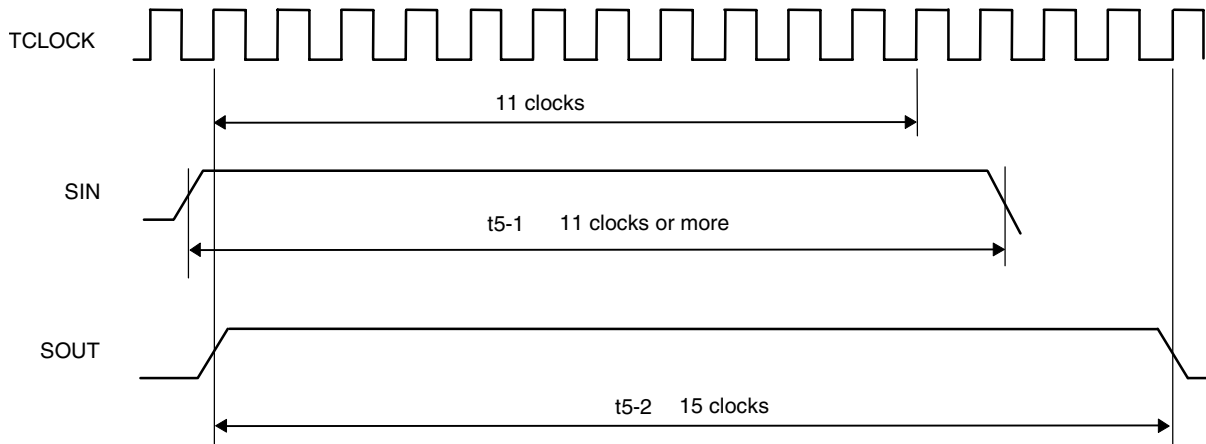 TCLOCK
11 clocks
SIN
t5-1 11 clocks or more
SOUT
t5-2 15 clocks